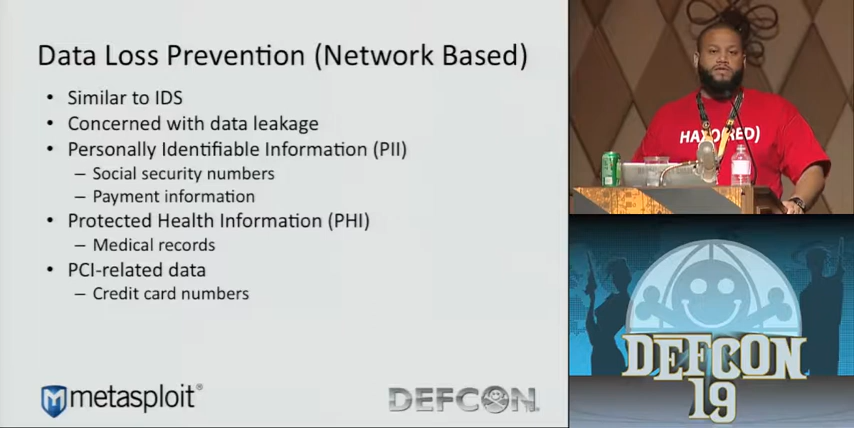 Data Loss Prevention (Network Based)
• Similar to IDS
• Concerned with data leakage
• Personally Identifiable Information (PII)
– Social security numbers
– Payment information
• Protected Health Information (PHI)
– Medical records
• PCI-related data
– Credit card numbers
metasploit®
DEFCON
DEFCON
19